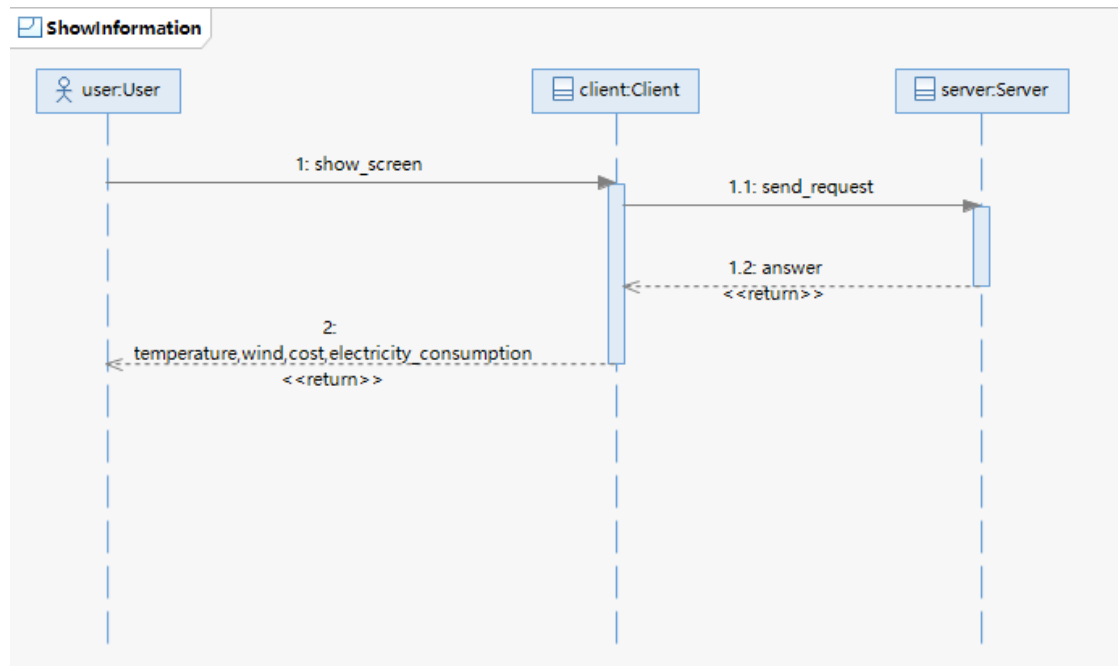 ShowInformation
user:User
client:Client
server:Server
1: show_screen
1.1: send_request
1.2: answer
<<return>>
2:
temperature,wind,cost,electricity_consumption
<<return>>